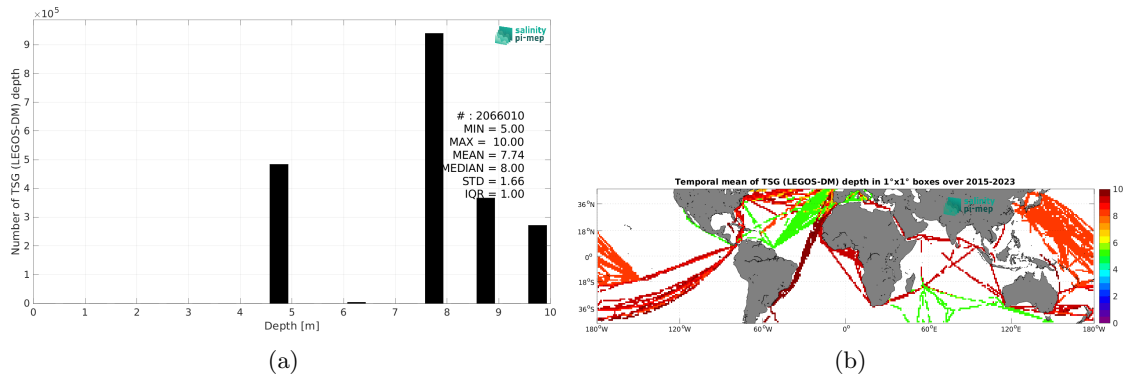 ×10⁵
salinity
pi-mep
9
8
7
6
5
4
3
2
1
0
Number of TSG (LEGOS-DM) depth
# : 2066010
MIN = 5.00
MAX = 10.00
MEAN = 7.74
MEDIAN = 8.00
STD = 1.66
IQR = 1.00
0 1 2 3 4 5 6 7 8 9 10
Depth [m]
(a)
Temporal mean of TSG (LEGOS-DM) depth in 1°x1° boxes over 2015-2023
salinity
pi-mep
36°N
18°N
0°
18°S
36°S
180°W 120°W 60°W 0° 60°E 120°E 180°E
10
8
6
4
2
0
(b)